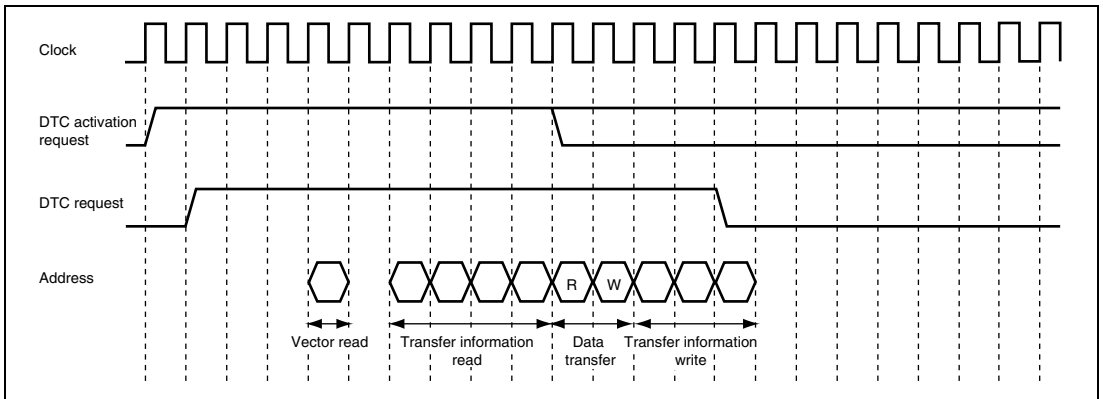 Clock
DTC activation
request
DTC request
Address
R
W
Vector read
Transfer information
read
Data
transfer
Transfer information
write